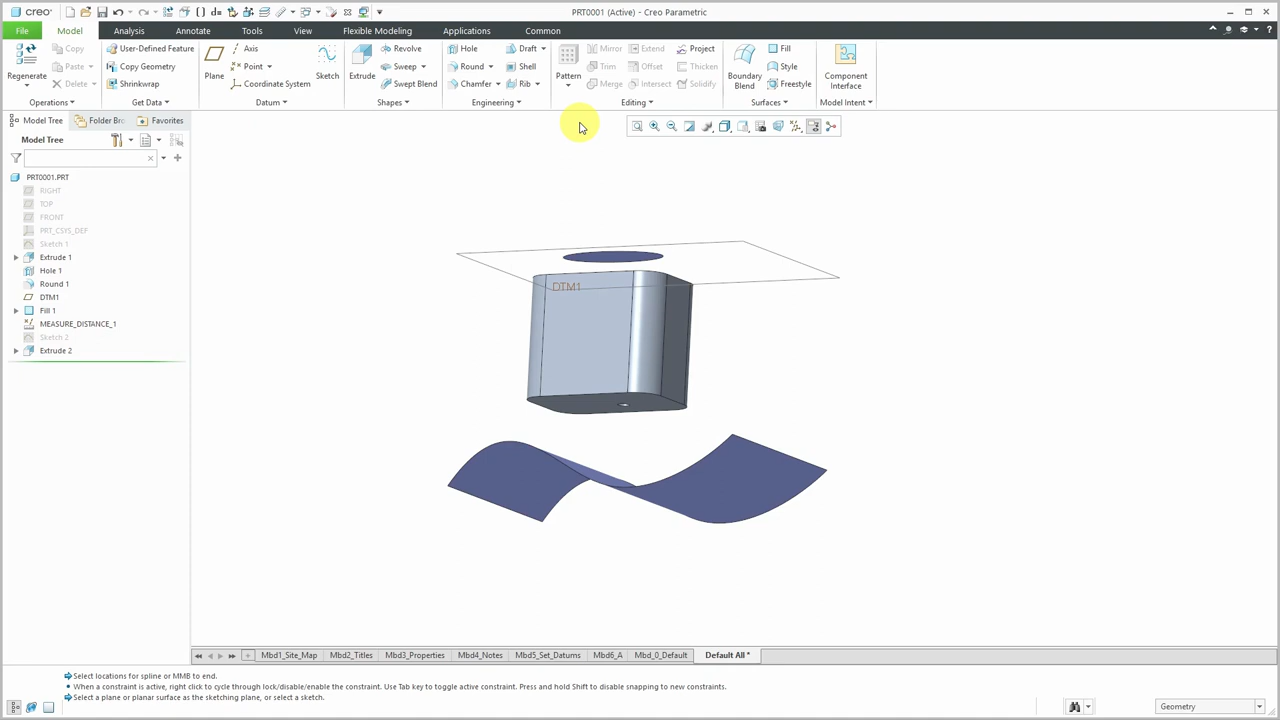 creo
PRT0001 (Active) - Creo Parametric
File Model Analysis Annotate Tools View Flexible Modeling Applications Common
Regenerate Copy Paste Delete User-Defined Feature Copy Geometry Shrinkwrap Plane Axis Point Coordinate System Sketch Extrude Revolve Sweep Swept Blend Hole Round Chamfer Draft Shell Rib Pattern Mirror Extend Project Trim Offset Thicken Merge Intersect Solidify Boundary Blend Fill Style Freestyle Component Interface
Operations Get Data Datum Shapes Engineering Editing Surfaces Model Intent
Model Tree Folder Bro Favorites
Model Tree
PRT0001.PRT
RIGHT
TOP
FRONT
PRT_CSYS_DEF
Sketch 1
Extrude 1
Hole 1
Round 1
DTM1
Fill 1
MEASURE_DISTANCE_1
Sketch 2
Extrude 2
DTM1
Mbd1_Site_Map Mbd2_Titles Mbd3_Properties Mbd4_Notes Mbd5_Set_Datums Mbd6_A Mbd_0_Default Default All *
Select locations for spline or MMB to end.
When a constraint is active, right click to cycle through lock/disable/enable the constraint. Use Tab key to toggle active constraint. Press and hold Shift to disable snapping to new constraints.
Select a plane or planar surface as the sketching plane, or select a sketch.
Geometry